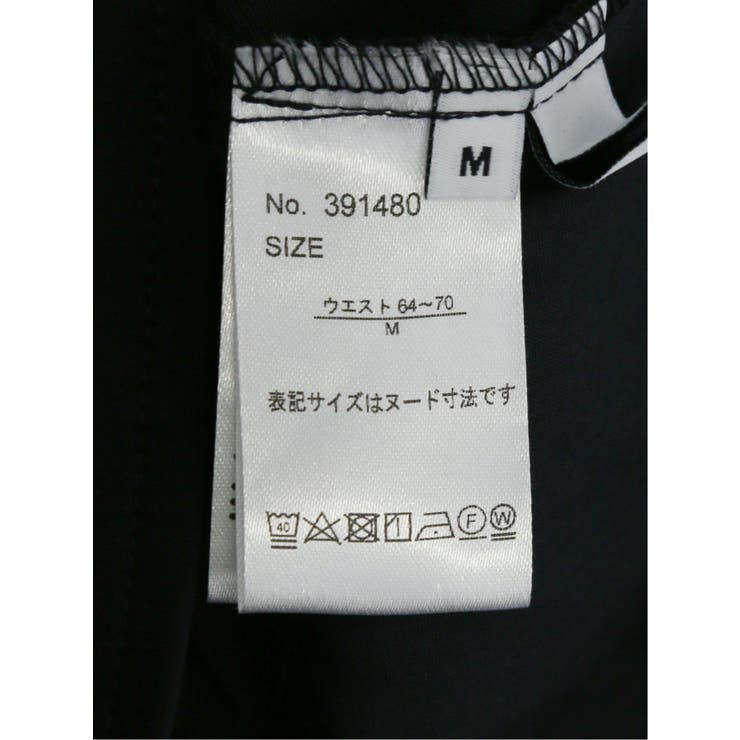 M
No. 391480
SIZE
ウエスト 64～70
M
表記サイズはヌード寸法です
40 F W